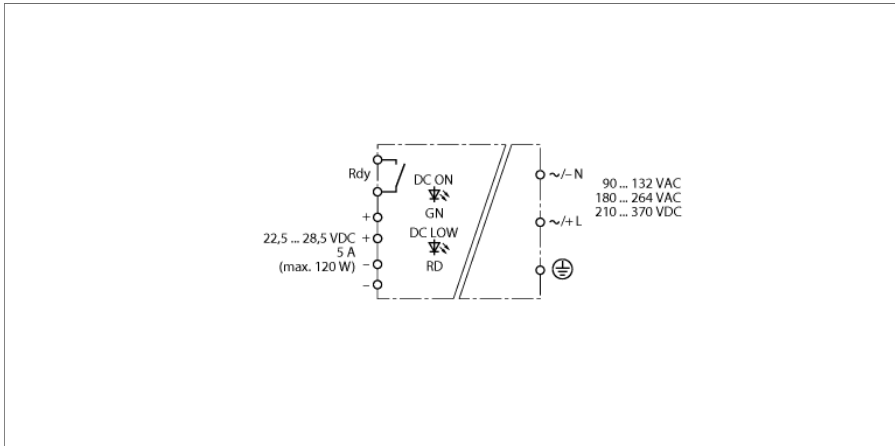 Rdy
DC ON
GN
DC LOW
RD
+
22,5 ... 28,5 VDC +
5 A
(max. 120 W) –
–
~/– N
~/+ L
90 ... 132 VAC
180 ... 264 VAC
210 ... 370 VDC